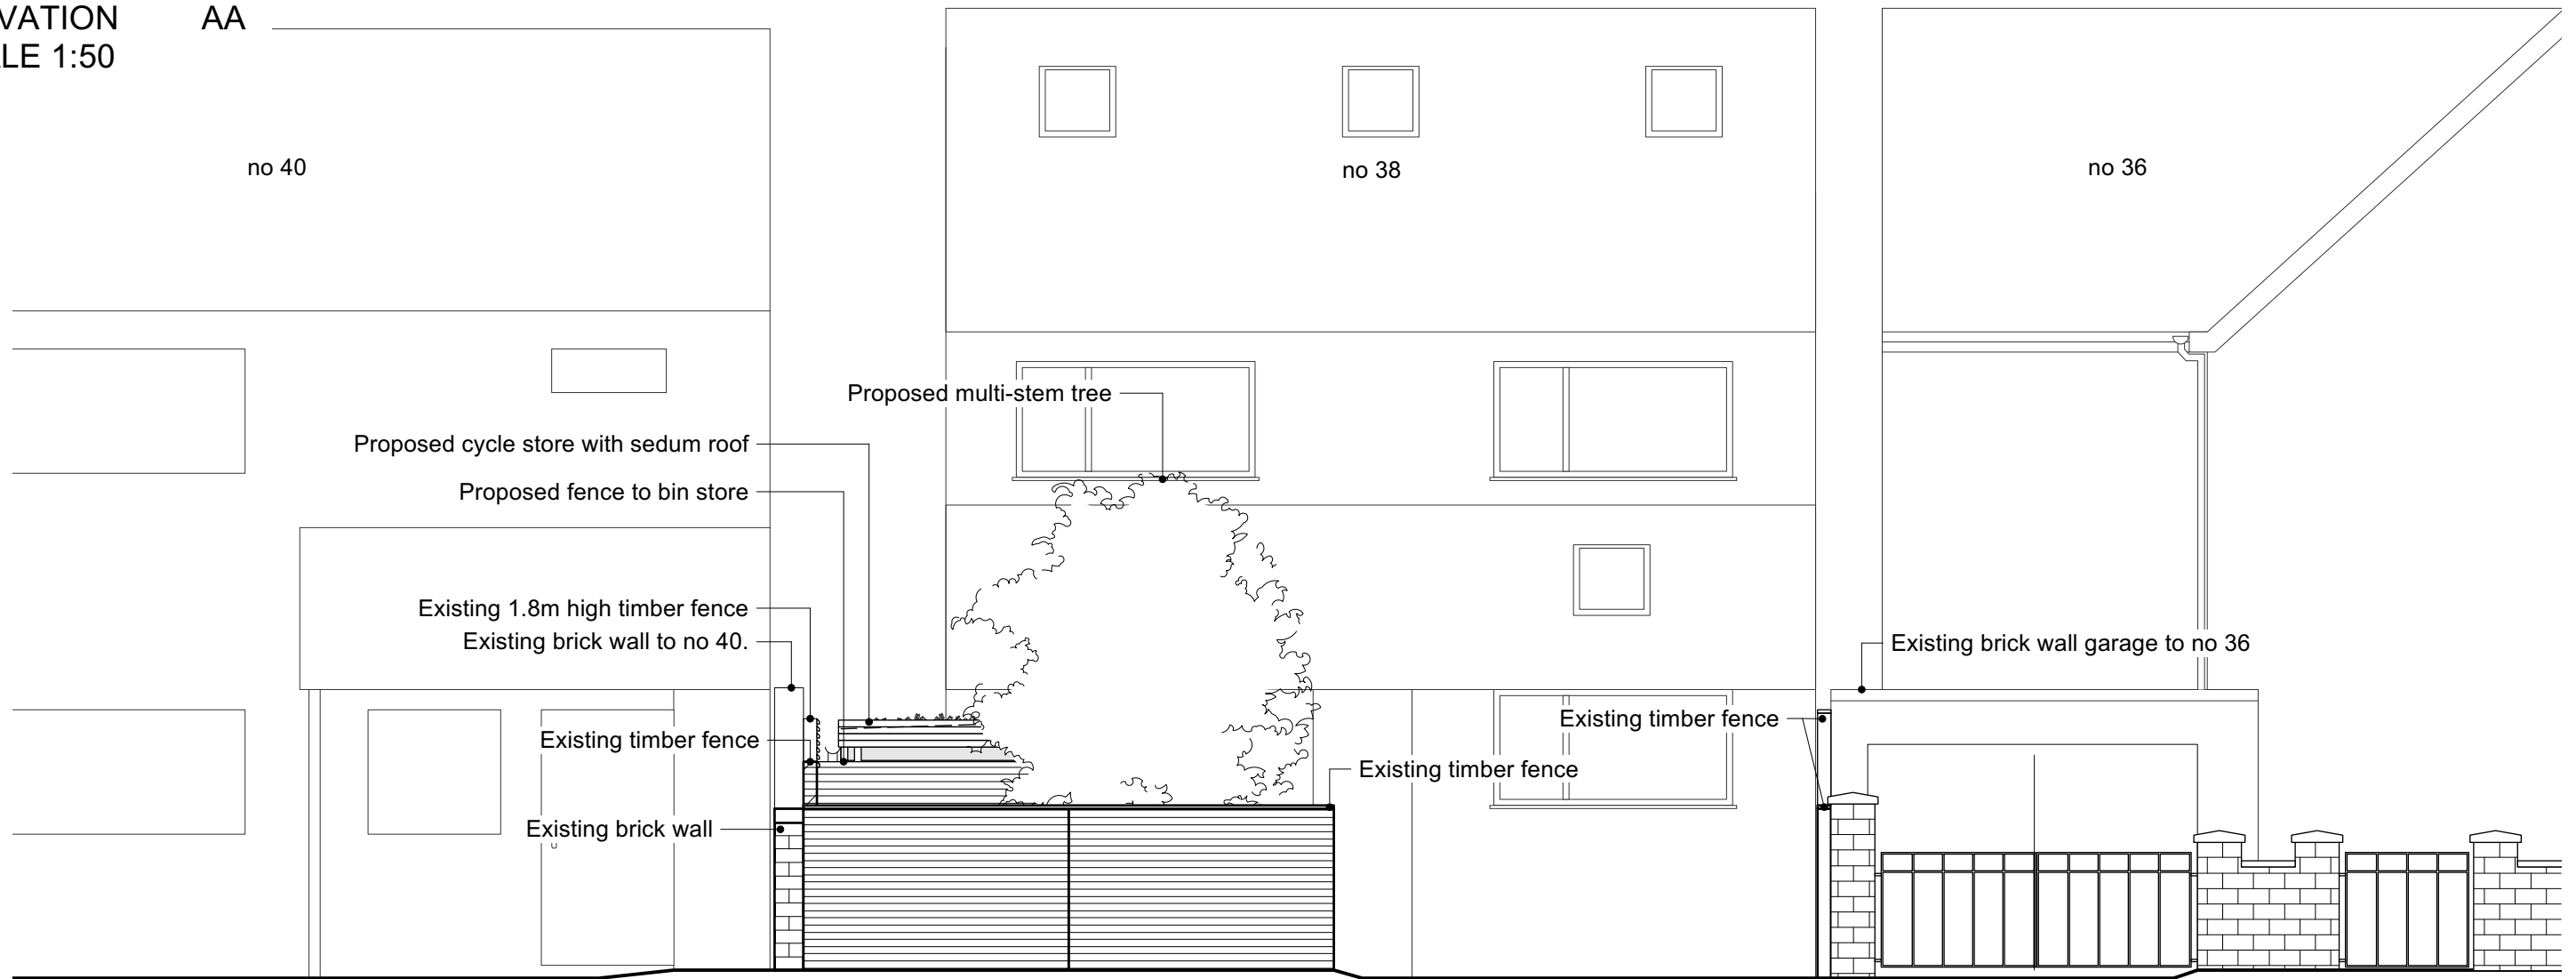 VATION AA
LE 1:50
no 40
no 38
no 36
Proposed multi-stem tree
Proposed cycle store with sedum roof
Proposed fence to bin store
Existing 1.8m high timber fence
Existing brick wall to no 40.
Existing brick wall garage to no 36
Existing timber fence
Existing timber fence
Existing timber fence
Existing brick wall